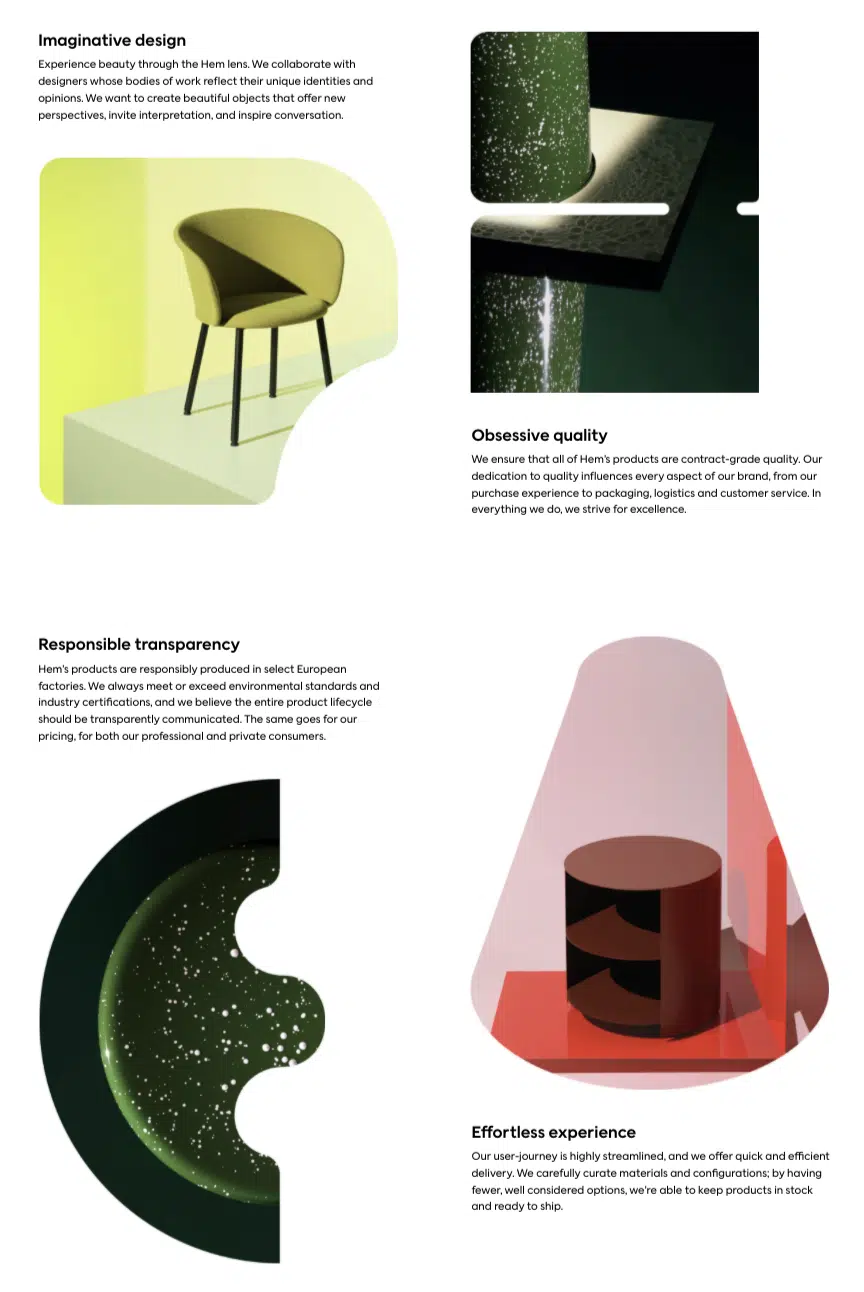 Imaginative design
Experience beauty through the Hem lens. We collaborate with
designers whose bodies of work reflect their unique identities and
opinions. We want to create beautiful objects that offer new
perspectives, invite interpretation, and inspire conversation.
Obsessive quality
We ensure that all of Hem's products are contract-grade quality. Our
dedication to quality influences every aspect of our brand, from our
purchase experience to packaging, logistics and customer service. In
everything we do, we strive for excellence.
Responsible transparency
Hem's products are responsibly produced in select European
factories. We always meet or exceed environmental standards and
industry certifications, and we believe the entire product lifecycle
should be transparently communicated. The same goes for our
pricing, for both our professional and private consumers.
Effortless experience
Our user-journey is highly streamlined, and we offer quick and efficient
delivery. We carefully curate materials and configurations; by having
fewer, well considered options, we're able to keep products in stock
and ready to ship.